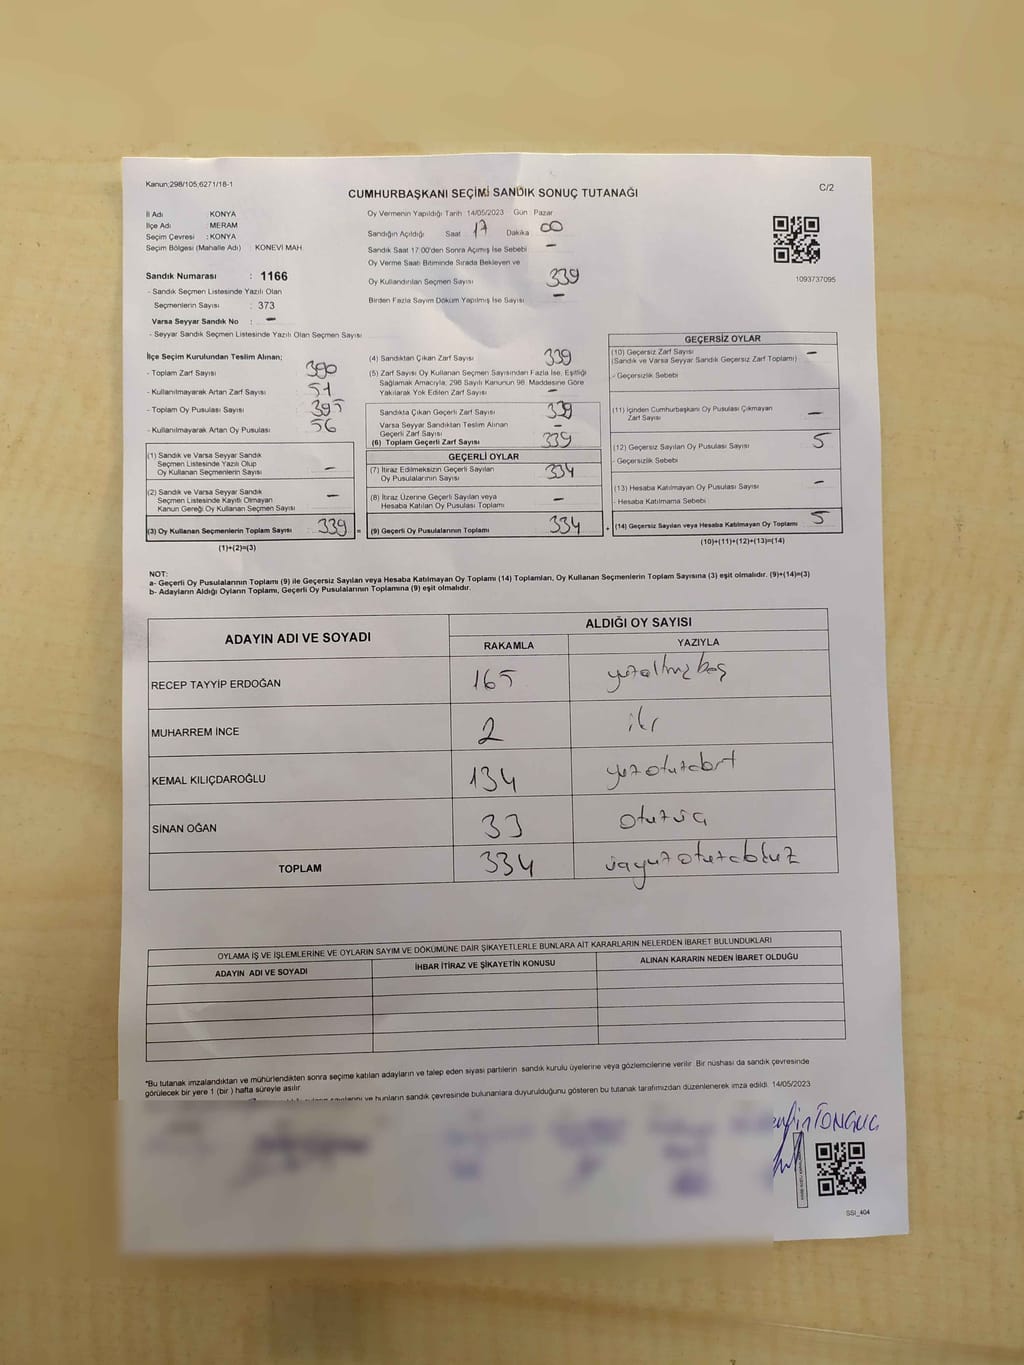 Kanun;298/105;6271/18-1
CUMHURBAŞKANI SEÇİMİ SANDIK SONUÇ TUTANAĞI
C/2
İl Adı KONYA
İlçe Adı : MERAM
Seçim Çevresi : KONYA
Seçim Bölgesi (Mahalle Adı) : KONEVİ MAH.
Sandık Numarası : 1166
- Sandık Seçmen Listesinde Yazılı Olan
Seçmenlerin Sayısı : 373
Varsa Seyyar Sandık No : -
- Seyyar Sandık Seçmen Listesinde Yazılı Olan Seçmen Sayısı
Oy Vermenin Yapıldığı Tarih 14/05/2023 Gün Pazar
Sandığın Açıldığı Saat 17 Dakika 00
Sandık Saat 17:00'den Sonra Açılmış İse Sebebi -
Oy Verme Saati Bitiminde Sırada Bekleyen ve
Oy Kullandırılan Seçmen Sayısı 339
Birden Fazla Sayım Döküm Yapılmış İse Sayısı -
1093737095
İlçe Seçim Kurulundan Teslim Alınan;
- Toplam Zarf Sayısı 390
- Kullanılmayarak Artan Zarf Sayısı 51
- Toplam Oy Pusulası Sayısı 395
- Kullanılmayarak Artan Oy Pusulası 56
(1) Sandık ve Varsa Seyyar Sandık
Seçmen Listesinde Yazılı Olup
Oy Kullanan Seçmenlerin Sayısı -
(2) Sandık ve Varsa Seyyar Sandık
Seçmen Listesinde Kayıtlı Olmayan
Kanun Gereği Oy Kullanan Seçmen Sayısı -
(3) Oy Kullanan Seçmenlerin Toplam Sayısı 339 =
(1)+(2)=(3)
(4) Sandıktan Çıkan Zarf Sayısı 339
(5) Zarf Sayısı Oy Kullanan Seçmen Sayısından Fazla İse, Eşitliği
Sağlamak Amacıyla; 298 Sayılı Kanunun 98. Maddesine Göre
Yakılarak Yok Edilen Zarf Sayısı -
Sandıkta Çıkan Geçerli Zarf Sayısı 339
Varsa Seyyar Sandıktan Teslim Alınan
Geçerli Zarf Sayısı -
(6) Toplam Geçerli Zarf Sayısı 339
GEÇERLİ OYLAR
(7) İtiraz Edilmeksizin Geçerli Sayılan
Oy Pusulalarının Sayısı 334
(8) İtiraz Üzerine Geçerli Sayılan veya
Hesaba Katılan Oy Pusulası Toplamı -
(9) Geçerli Oy Pusulalarının Toplamı 334 +
GEÇERSİZ OYLAR
(10) Geçersiz Zarf Sayısı -
(Sandık ve Varsa Seyyar Sandık Geçersiz Zarf Toplamı)
- Geçersizlik Sebebi
(11) İçinden Cumhurbaşkanı Oy Pusulası Çıkmayan
Zarf Sayısı -
(12) Geçersiz Sayılan Oy Pusulası Sayısı 5
- Geçersizlik Sebebi
(13) Hesaba Katılmayan Oy Pusulası Sayısı -
- Hesaba Katılmama Sebebi
(14) Geçersiz Sayılan veya Hesaba Katılmayan Oy Toplamı 5
(10)+(11)+(12)+(13)=(14)
NOT:
a- Geçerli Oy Pusulalarının Toplamı (9) ile Geçersiz Sayılan veya Hesaba Katılmayan Oy Toplamı (14) Toplamları, Oy Kullanan Seçmenlerin Toplam Sayısına (3) eşit olmalıdır. (9)+(14)=(3)
b- Adayların Aldığı Oyların Toplamı, Geçerli Oy Pusulalarının Toplamına (9) eşit olmalıdır.
ADAYIN ADI VE SOYADI
ALDIĞI OY SAYISI
RAKAMLA YAZIYLA
RECEP TAYYİP ERDOĞAN 165 yüzaltmış beş
MUHARREM İNCE 2 iki
KEMAL KILIÇDAROĞLU 134 yüzotuzdört
SİNAN OĞAN 33 otuzüç
TOPLAM 334
OYLAMA İŞ VE İŞLEMLERİNE VE OYLARIN SAYIM VE DÖKÜMÜNE DAİR ŞİKAYETLERLE BUNLARA AİT KARARLARIN NELERDEN İBARET BULUNDUKLARI
ADAYIN ADI VE SOYADI İHBAR İTİRAZ VE ŞİKAYETİN KONUSU ALINAN KARARIN NEDEN İBARET OLDUĞU
*Bu tutanak imzalandıktan ve mühürlendikten sonra seçime katılan adayların ve talep eden siyasi partilerin sandık kurulu üyelerine veya gözlemcilerine verilir. Bir nüshası da sandık çevresinde
görülecek bir yere 1 (bir) hafta süreyle asılır.
ve bunların sandık çevresinde bulunanlara duyurulduğunu gösteren bu tutanak tarafımızdan düzenlenerek imza edildi. 14/05/2023
TONGUÇ
SSI_404